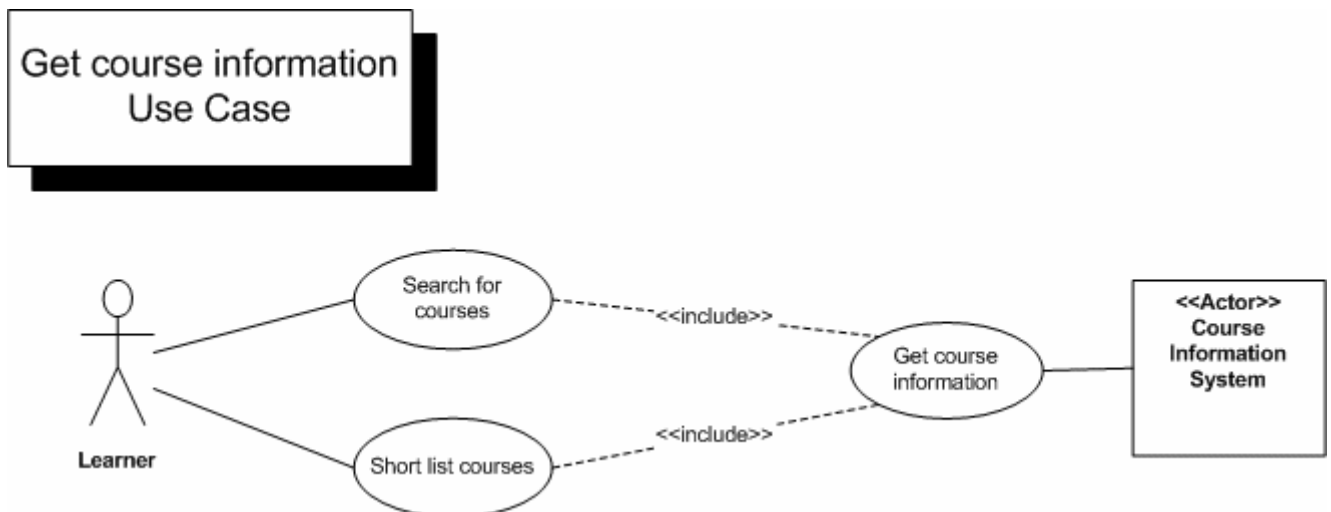 Get course information
Use Case
Search for
courses
<<include>>
<<Actor>>
Course
Information
System
Get course
information
Learner
Short list courses
<<include>>